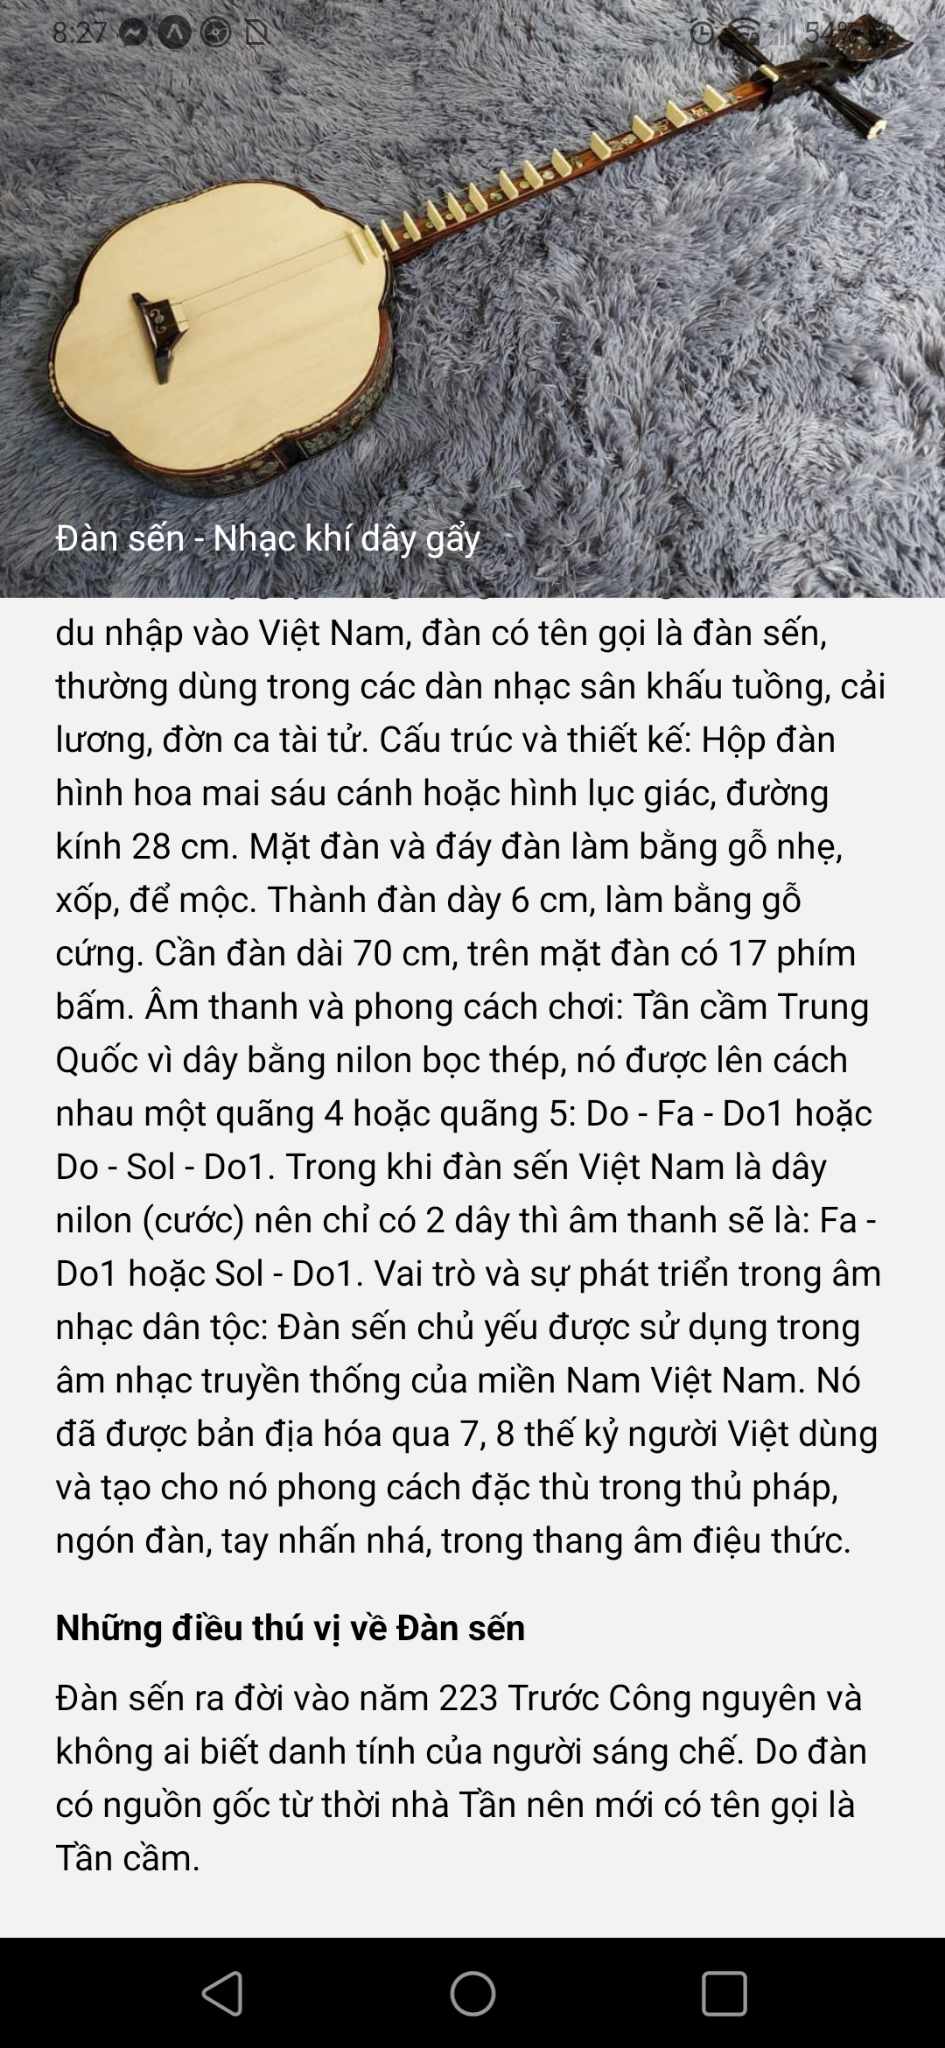 8:27
54%
Đàn sến - Nhạc khí dây gẩy
du nhập vào Việt Nam, đàn có tên gọi là đàn sến,
thường dùng trong các dàn nhạc sân khấu tuồng, cải
lương, đờn ca tài tử. Cấu trúc và thiết kế: Hộp đàn
hình hoa mai sáu cánh hoặc hình lục giác, đường
kính 28 cm. Mặt đàn và đáy đàn làm bằng gỗ nhẹ,
xốp, để mộc. Thành đàn dày 6 cm, làm bằng gỗ
cứng. Cần đàn dài 70 cm, trên mặt đàn có 17 phím
bấm. Âm thanh và phong cách chơi: Tần cầm Trung
Quốc vì dây bằng nilon bọc thép, nó được lên cách
nhau một quãng 4 hoặc quãng 5: Do - Fa - Do1 hoặc
Do - Sol - Do1. Trong khi đàn sến Việt Nam là dây
nilon (cước) nên chỉ có 2 dây thì âm thanh sẽ là: Fa -
Do1 hoặc Sol - Do1. Vai trò và sự phát triển trong âm
nhạc dân tộc: Đàn sến chủ yếu được sử dụng trong
âm nhạc truyền thống của miền Nam Việt Nam. Nó
đã được bản địa hóa qua 7, 8 thế kỷ người Việt dùng
và tạo cho nó phong cách đặc thù trong thủ pháp,
ngón đàn, tay nhấn nhá, trong thang âm điệu thức.
Những điều thú vị về Đàn sến
Đàn sến ra đời vào năm 223 Trước Công nguyên và
không ai biết danh tính của người sáng chế. Do đàn
có nguồn gốc từ thời nhà Tần nên mới có tên gọi là
Tần cầm.